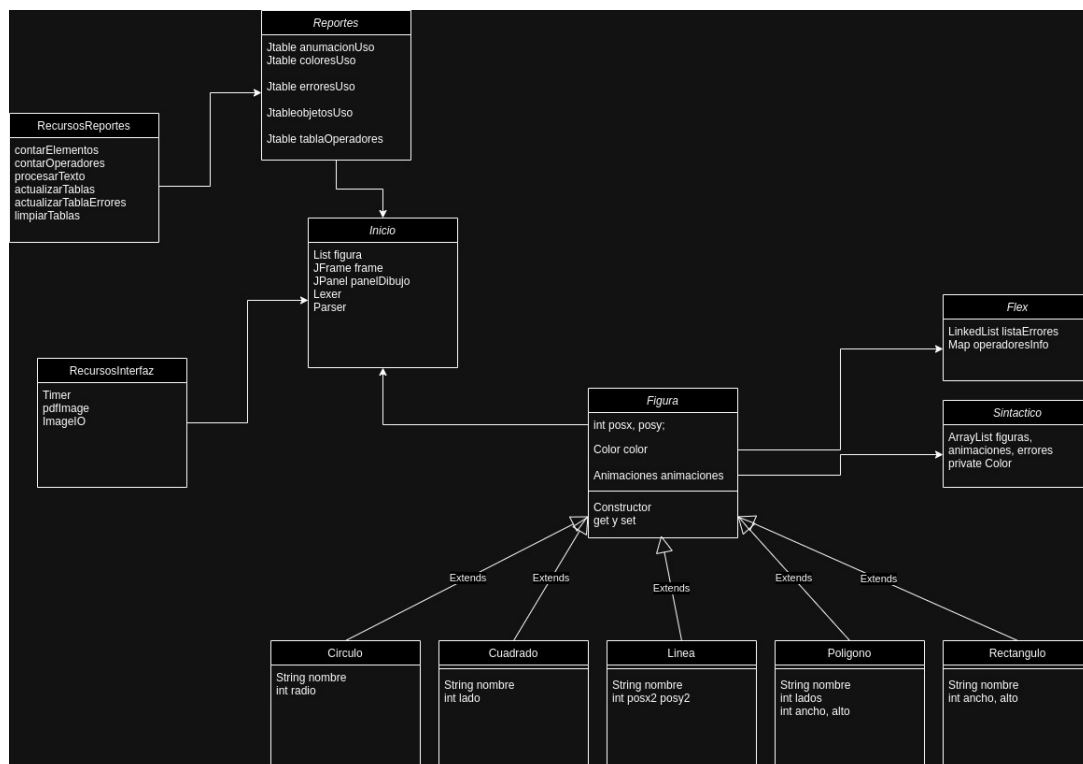 Reportes
Jtable anumacionUso
Jtable coloresUso
Jtable erroresUso
JtableobjetosUso
Jtable tablaOperadores
RecursosReportes
contarElementos
contarOperadores
procesarTexto
actualizarTablas
actualizarTablaErrores
limpiarTablas
Inicio
List figura
JFrame frame
JPanel panelDibujo
Lexer
Parser
RecursosInterfaz
Timer
pdfImage
ImageIO
Flex
LinkedList listaErrores
Map operadoresInfo
Figura
int posx, posy;
Color color
Animaciones animaciones
Constructor
get y set
Sintactico
ArrayList figuras,
animaciones, errores
private Color
Extends
Extends
Extends
Extends
Extends
Circulo
String nombre
int radio
Cuadrado
String nombre
int lado
Linea
String nombre
int posx2 posy2
Poligono
String nombre
int lados
int ancho, alto
Rectangulo
String nombre
int ancho, alto